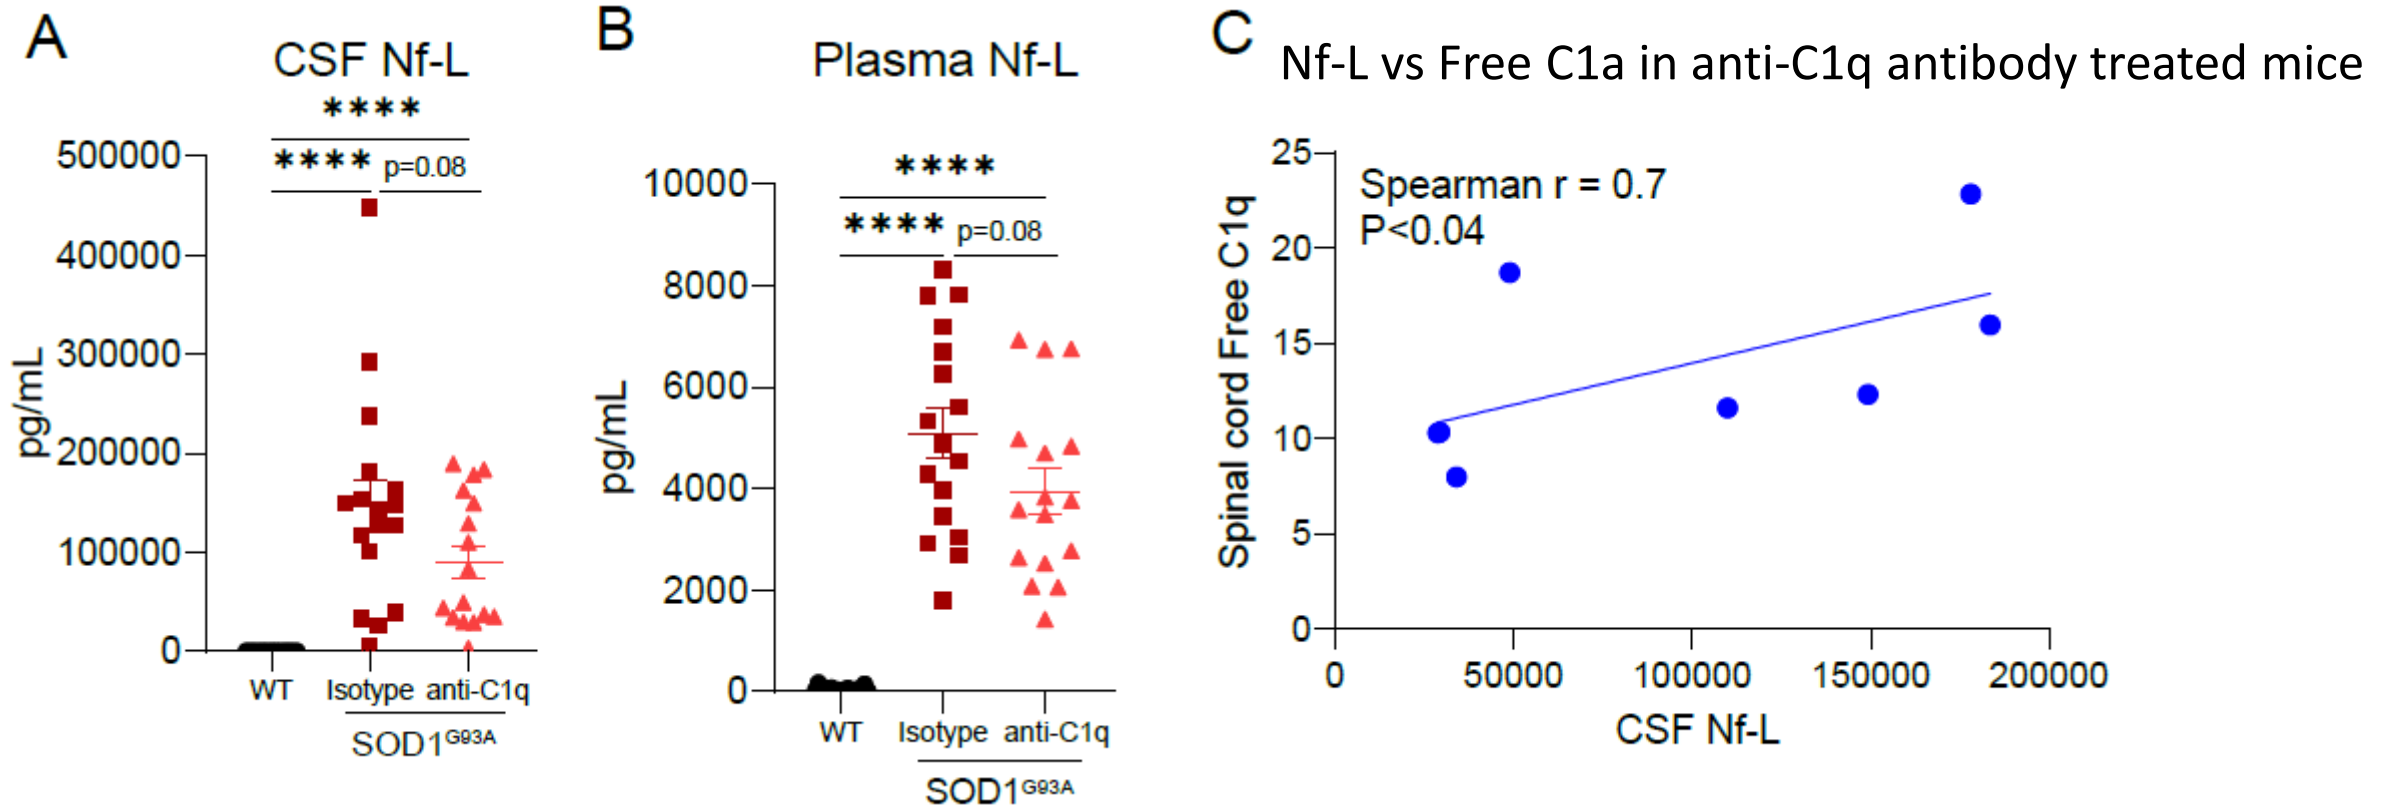 A
CSF Nf-L
****
**** p=0.08
500000
400000
300000
200000
100000
0
pg/mL
WT Isotype anti-C1q
SOD1G93A
B
Plasma Nf-L
****
**** p=0.08
10000
8000
6000
4000
2000
0
pg/mL
WT Isotype anti-C1q
SOD1G93A
C
Nf-L vs Free C1a in anti-C1q antibody treated mice
Spearman r = 0.7
P<0.04
25
20
15
10
5
0
Spinal cord Free C1q
0 50000 100000 150000 200000
CSF Nf-L